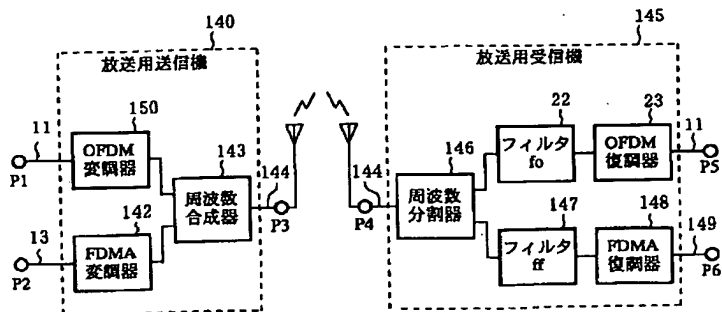 140
放送用送信機
145
放送用受信機
11
150
OFDM
変調器
P1
143
周波数
合成器
144
P3
13
142
FDMA
変調器
P2
144
P4
146
周波数
分割器
22
フィルタ
fo
23
OFDM
復調器
11
P5
147
フィルタ
ff
148
FDMA
復調器
149
P6